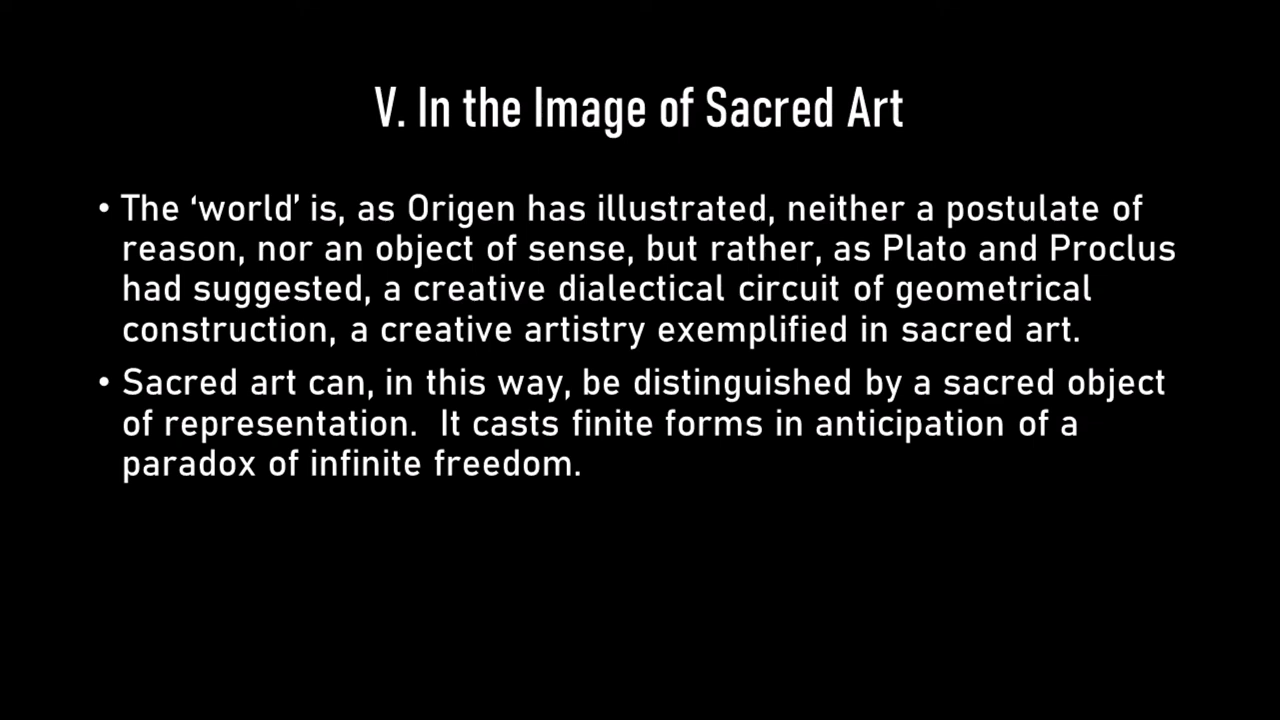 V. In the Image of Sacred Art
• The ‘world’ is, as Origen has illustrated, neither a postulate of
reason, nor an object of sense, but rather, as Plato and Proclus
had suggested, a creative dialectical circuit of geometrical
construction, a creative artistry exemplified in sacred art.
• Sacred art can, in this way, be distinguished by a sacred object
of representation.  It casts finite forms in anticipation of a
paradox of infinite freedom.